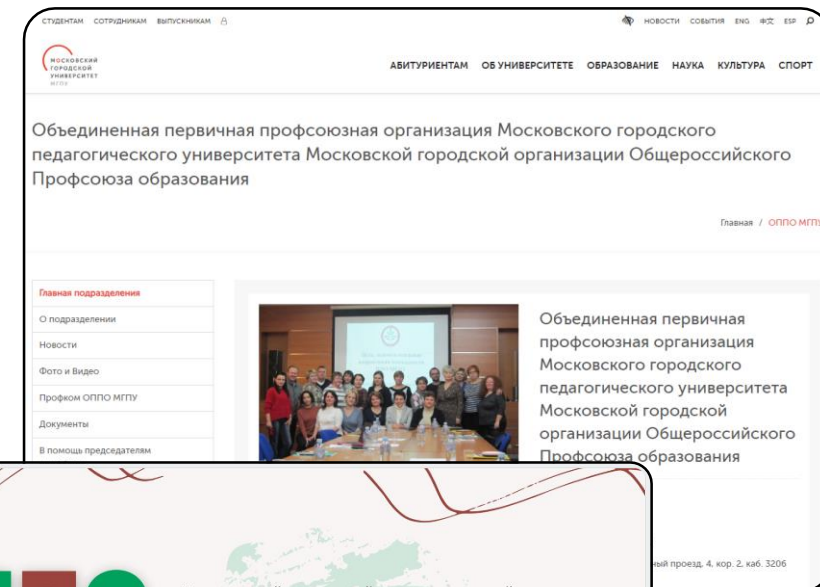 СТУДЕНТАМ СОТРУДНИКАМ ВЫПУСКНИКАМ
НОВОСТИ СОБЫТИЯ ENG 中文 ESP
МОСКОВСКИЙ
ГОРОДСКОЙ
УНИВЕРСИТЕТ
МГПУ
АБИТУРИЕНТАМ ОБ УНИВЕРСИТЕТЕ ОБРАЗОВАНИЕ НАУКА КУЛЬТУРА СПОРТ
Объединенная первичная профсоюзная организация Московского городского
педагогического университета Московской городской организации Общероссийского
Профсоюза образования
Главная / ОППО МГПУ
Главная подразделения
О подразделении
Новости
Фото и Видео
Профком ОППО МГПУ
Документы
В помощь председателям
Объединенная первичная
профсоюзная организация
Московского городского
педагогического университета
Московской городской
организации Общероссийского
Профсоюза образования
проезд, 4, кор. 2, каб. 3206